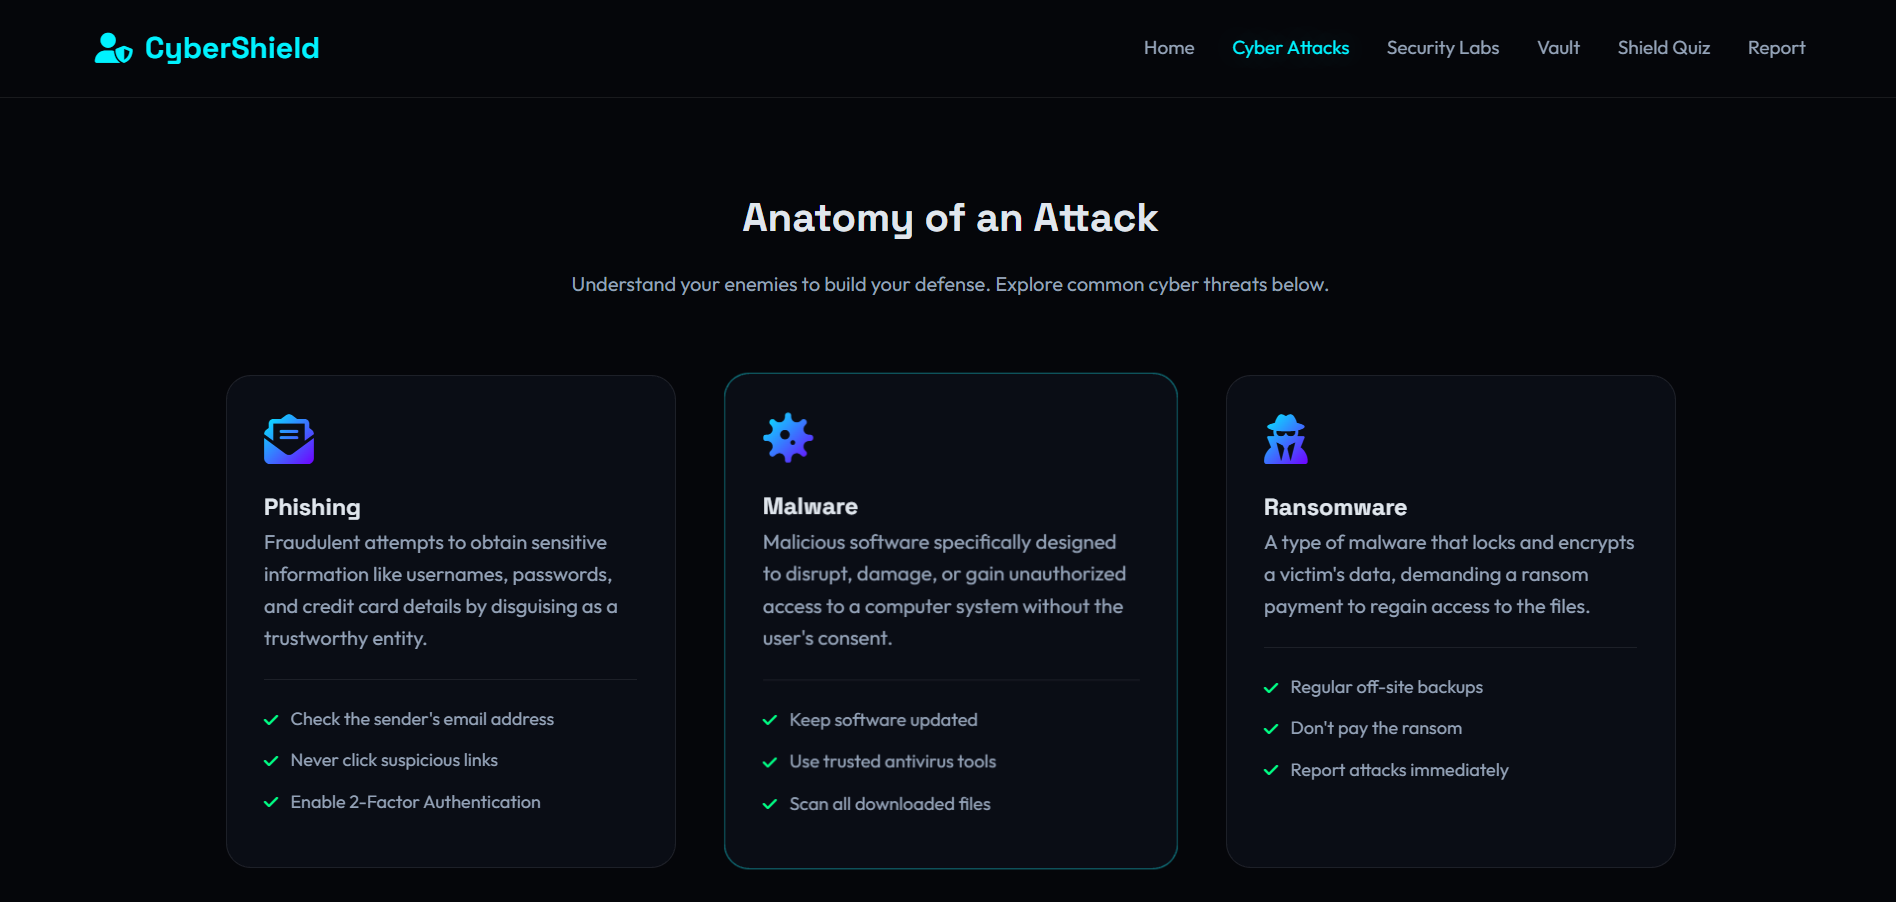 CyberShield
Home Cyber Attacks Security Labs Vault Shield Quiz Report
Anatomy of an Attack
Understand your enemies to build your defense. Explore common cyber threats below.
Phishing
Fraudulent attempts to obtain sensitive
information like usernames, passwords,
and credit card details by disguising as a
trustworthy entity.
Check the sender's email address
Never click suspicious links
Enable 2-Factor Authentication
Malware
Malicious software specifically designed
to disrupt, damage, or gain unauthorized
access to a computer system without the
user's consent.
Keep software updated
Use trusted antivirus tools
Scan all downloaded files
Ransomware
A type of malware that locks and encrypts
a victim's data, demanding a ransom
payment to regain access to the files.
Regular off-site backups
Don't pay the ransom
Report attacks immediately